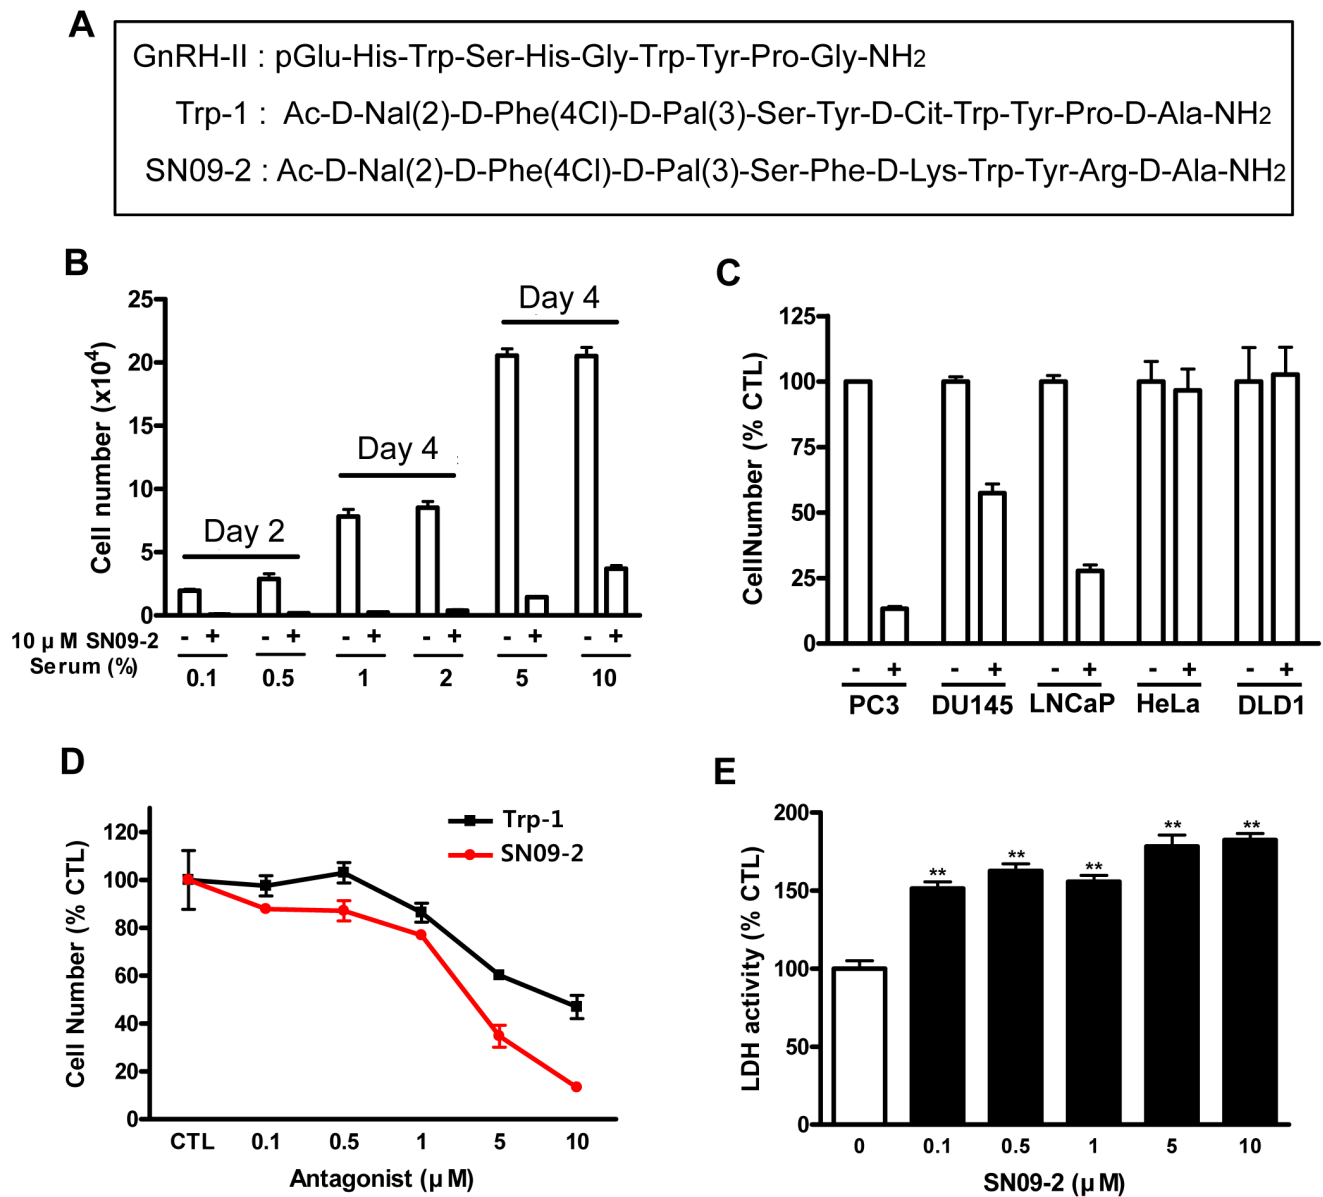 A
GnRH-II : pGlu-His-Trp-Ser-His-Gly-Trp-Tyr-Pro-Gly-NH2
Trp-1 : Ac-D-Nal(2)-D-Phe(4Cl)-D-Pal(3)-Ser-Tyr-D-Cit-Trp-Tyr-Pro-D-Ala-NH2
SN09-2 : Ac-D-Nal(2)-D-Phe(4Cl)-D-Pal(3)-Ser-Phe-D-Lys-Trp-Tyr-Arg-D-Ala-NH2
B
Cell number (x10⁴)
25
20
15
10
5
0
Day 2
Day 4
Day 4
10 µ M SN09-2
- + - + - + - + - + - +
Serum (%)
0.1 0.5 1 2 5 10
C
CellNumber (% CTL)
125
100
75
50
25
0
- + - + - + - + - +
PC3 DU145 LNCaP HeLa DLD1
D
Cell Number (% CTL)
120
100
80
60
40
20
0
Trp-1
SN09-2
CTL 0.1 0.5 1 5 10
Antagonist (µ M)
E
LDH activity (% CTL)
200
150
100
50
0
** ** ** ** **
0 0.1 0.5 1 5 10
SN09-2 (µ M)